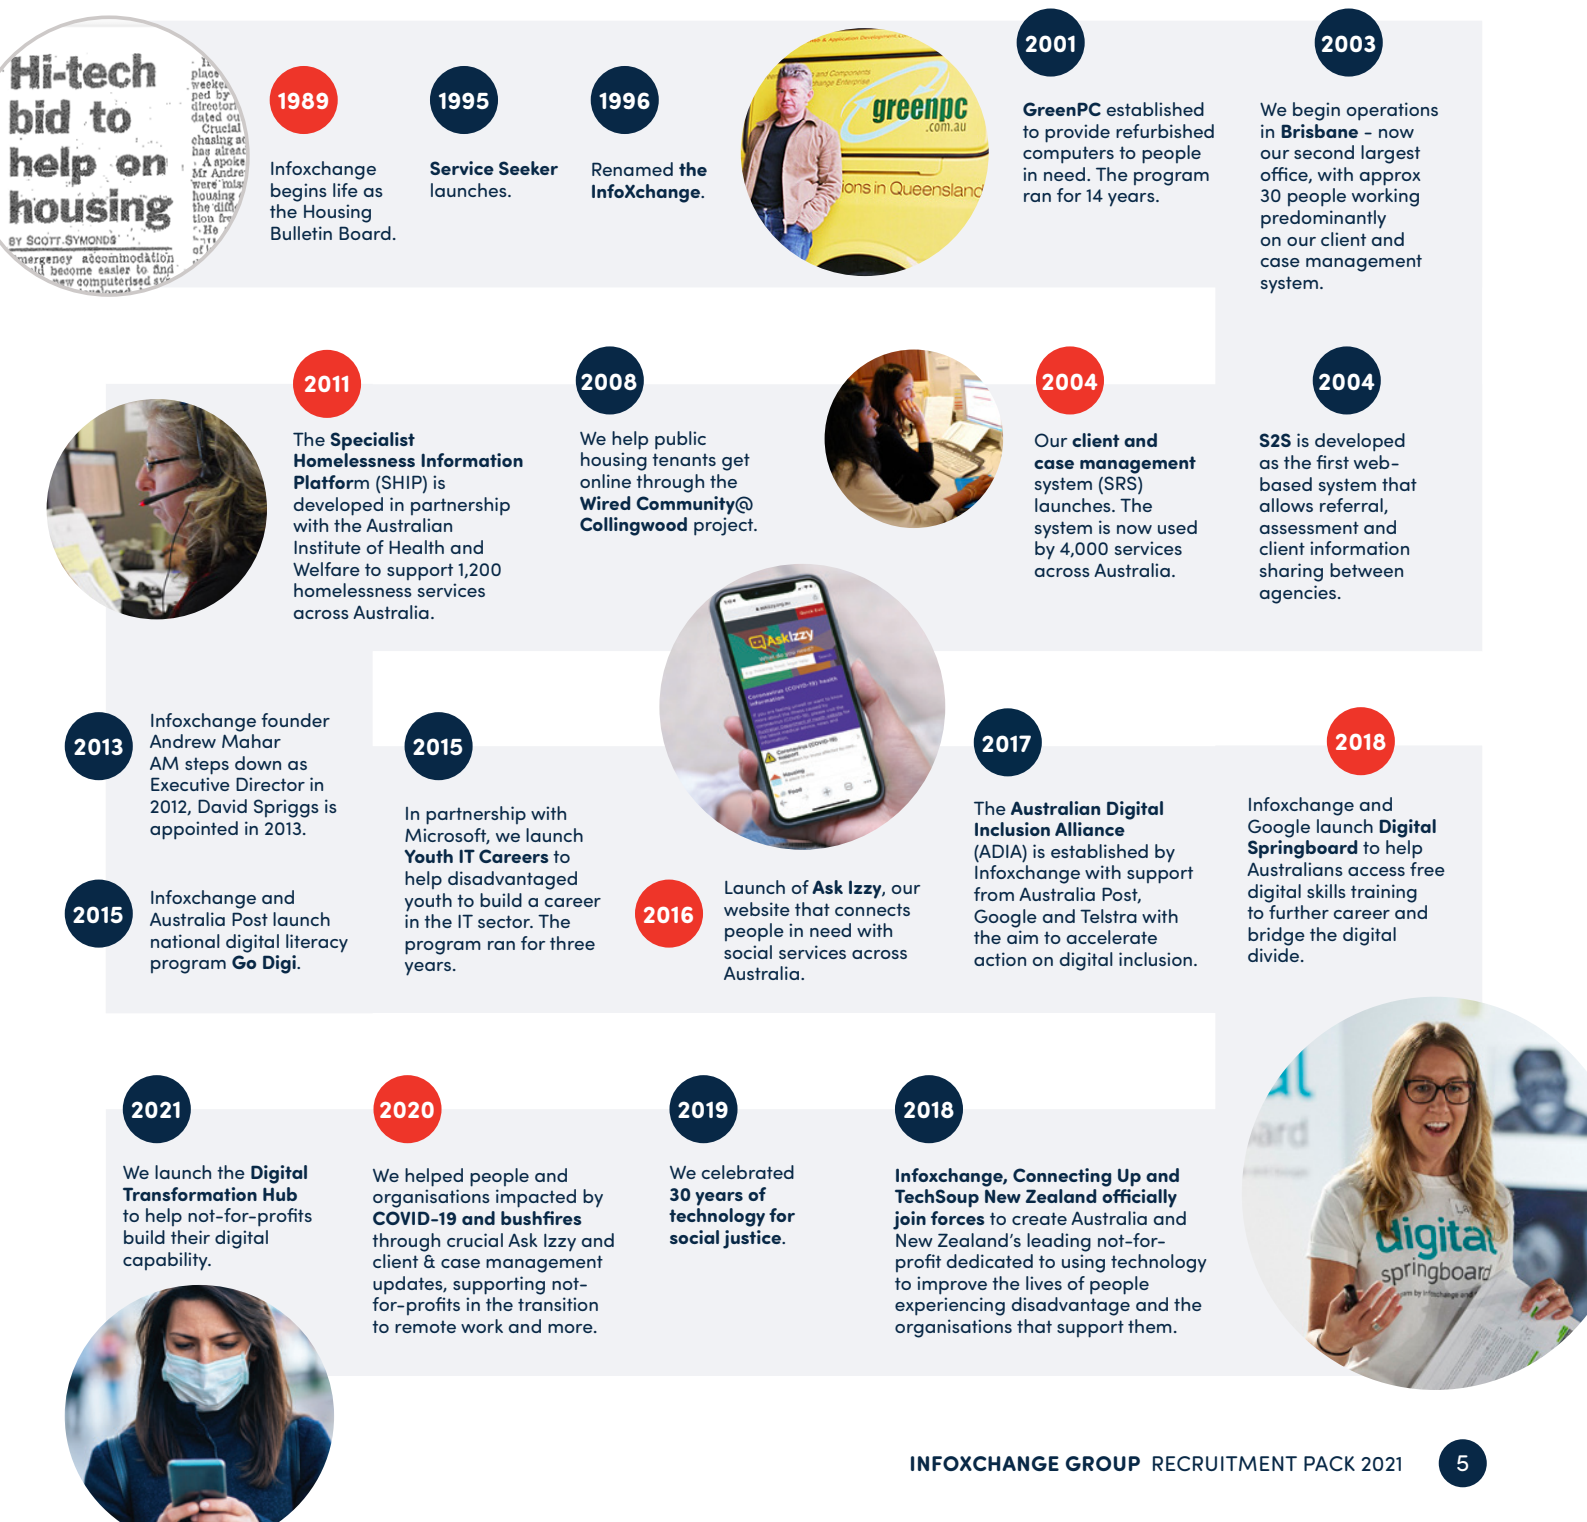 Hi-tech
bid to
help on
housing
BY SCOTT SYMONDS
1989
Infoxchange
begins life as
the Housing
Bulletin Board.
1995
Service Seeker
launches.
1996
Renamed the
InfoXchange.
greenpc
.com.au
ions in Queensland
2001
GreenPC established
to provide refurbished
computers to people
in need. The program
ran for 14 years.
2003
We begin operations
in Brisbane - now
our second largest
office, with approx
30 people working
predominantly
on our client and
case management
system.
2004
S2S is developed
as the first web-
based system that
allows referral,
assessment and
client information
sharing between
agencies.
2004
Our client and
case management
system (SRS)
launches. The
system is now used
by 4,000 services
across Australia.
2008
We help public
housing tenants get
online through the
Wired Community@
Collingwood project.
2011
The Specialist
Homelessness Information
Platform (SHIP) is
developed in partnership
with the Australian
Institute of Health and
Welfare to support 1,200
homelessness services
across Australia.
2013
Infoxchange founder
Andrew Mahar
AM steps down as
Executive Director in
2012, David Spriggs is
appointed in 2013.
2015
Infoxchange and
Australia Post launch
national digital literacy
program Go Digi.
2015
In partnership with
Microsoft, we launch
Youth IT Careers to
help disadvantaged
youth to build a career
in the IT sector. The
program ran for three
years.
AskIzzy
What do you need?
Coronavirus (COVID-19) health
information
Coronavirus (COVID-19)
support
Housing
Food
2016
Launch of Ask Izzy, our
website that connects
people in need with
social services across
Australia.
2017
The Australian Digital
Inclusion Alliance
(ADIA) is established by
Infoxchange with support
from Australia Post,
Google and Telstra with
the aim to accelerate
action on digital inclusion.
2018
Infoxchange and
Google launch Digital
Springboard to help
Australians access free
digital skills training
to further career and
bridge the digital
divide.
digital
springboard
2018
Infoxchange, Connecting Up and
TechSoup New Zealand officially
join forces to create Australia and
New Zealand's leading not-for-
profit dedicated to using technology
to improve the lives of people
experiencing disadvantage and the
organisations that support them.
2019
We celebrated
30 years of
technology for
social justice.
2020
We helped people and
organisations impacted by
COVID-19 and bushfires
through crucial Ask Izzy and
client & case management
updates, supporting not-
for-profits in the transition
to remote work and more.
2021
We launch the Digital
Transformation Hub
to help not-for-profits
build their digital
capability.
INFOXCHANGE GROUP RECRUITMENT PACK 2021
5